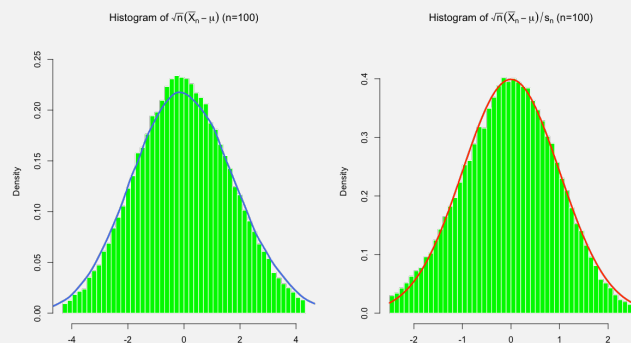 Histogram of √n(X̄ₙ − μ) (n=100)
Density
0.00 0.05 0.10 0.15 0.20 0.25
-4 -2 0 2 4
Histogram of √n(X̄ₙ − μ)/sₙ (n=100)
Density
0.0 0.1 0.2 0.3 0.4
-2 -1 0 1 2